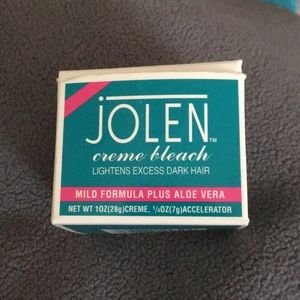 JOLEN™
creme bleach
LIGHTENS EXCESS DARK HAIR
MILD FORMULA PLUS ALOE VERA
NET WT 1OZ(28g)CREME, ¼OZ(7g)ACCELERATOR